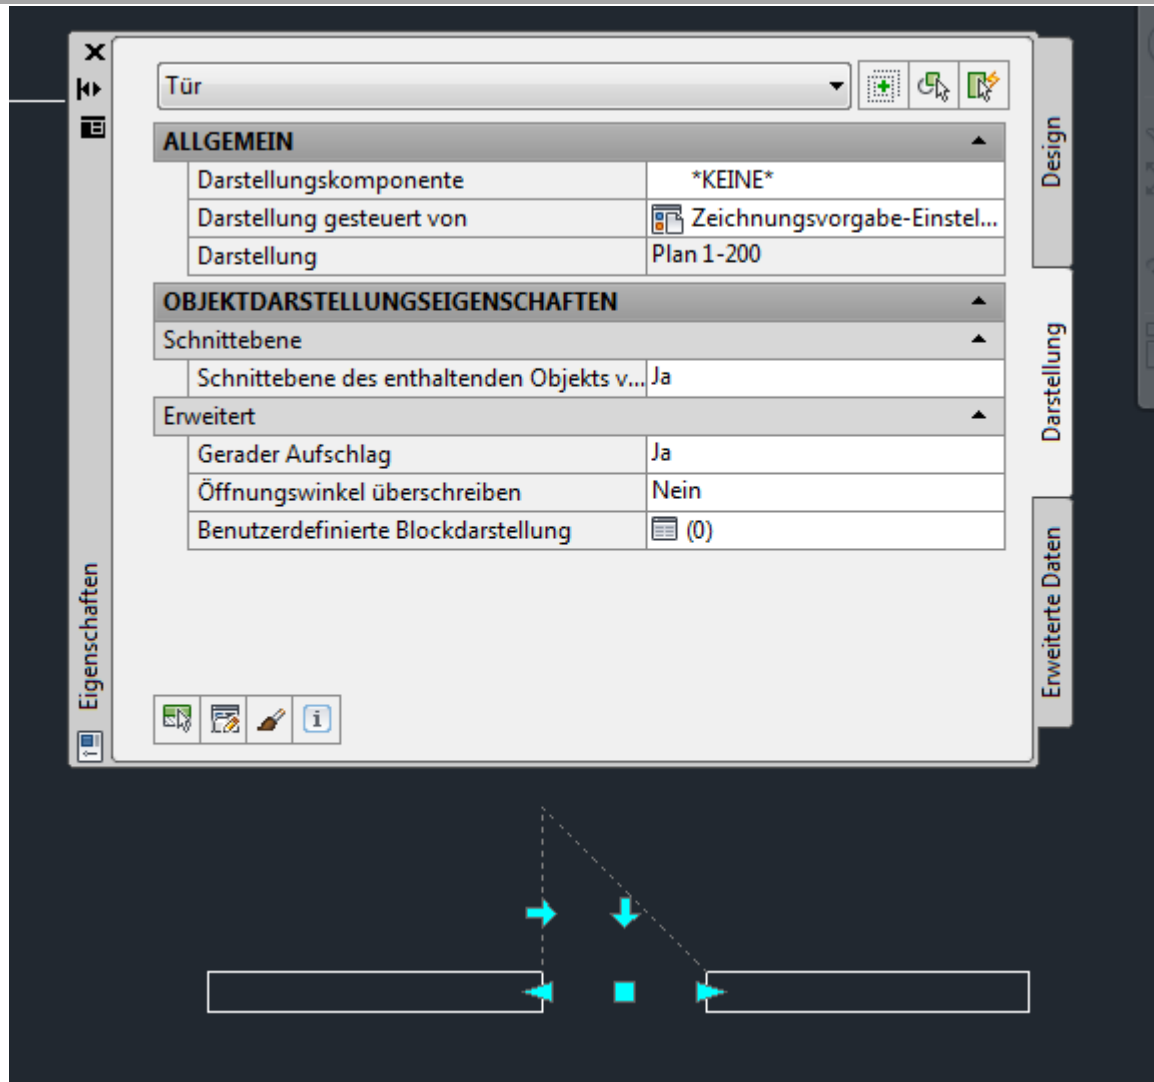 Tür
ALLGEMEIN
Darstellungskomponente *KEINE*
Darstellung gesteuert von Zeichnungsvorgabe-Einstel...
Darstellung Plan 1-200
OBJEKTDARSTELLUNGSEIGENSCHAFTEN
Schnittebene
Schnittebene des enthaltenden Objekts v... Ja
Erweitert
Gerader Aufschlag Ja
Öffnungswinkel überschreiben Nein
Benutzerdefinierte Blockdarstellung (0)
Eigenschaften
Design
Darstellung
Erweiterte Daten